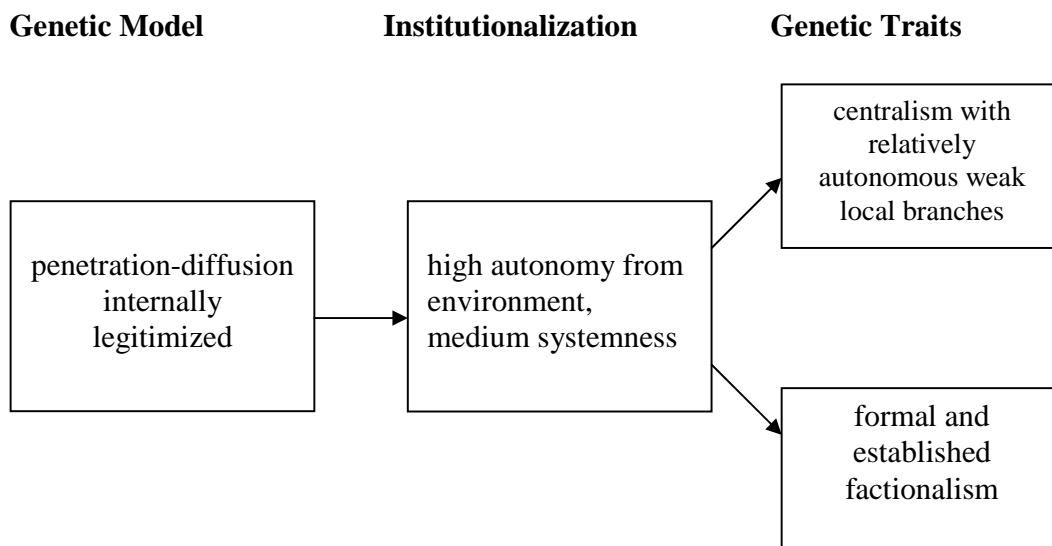 Genetic Model Institutionalization Genetic Traits
centralism with
relatively
autonomous weak
local branches
penetration-diffusion
internally
legitimized
high autonomy from
environment,
medium systemness
formal and
established
factionalism